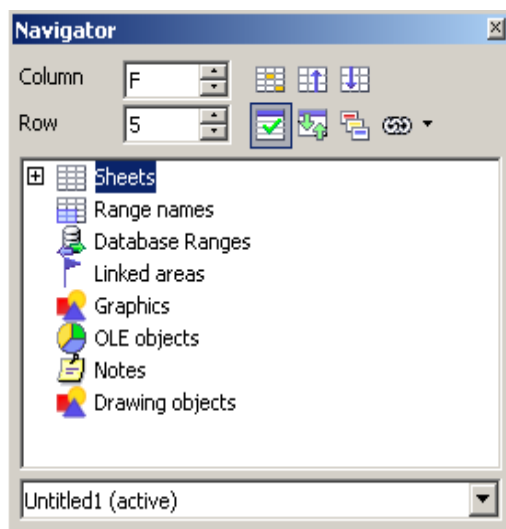 Navigator
Column F
Row 5
Sheets
Range names
Database Ranges
Linked areas
Graphics
OLE objects
Notes
Drawing objects
Untitled1 (active)